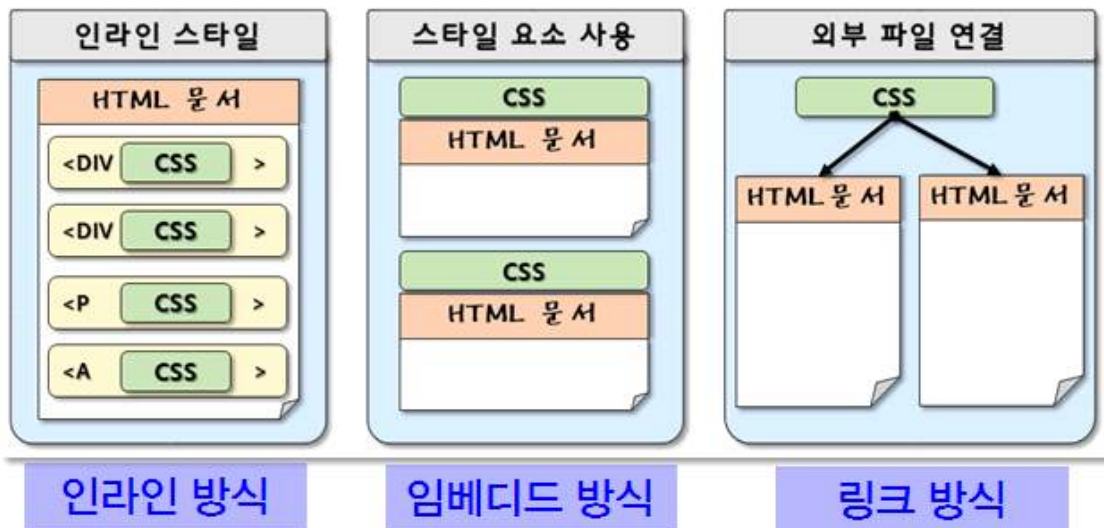 인라인 스타일
HTML 문서
<DIV CSS >
<DIV CSS >
<P CSS >
<A CSS >
인라인 방식
스타일 요소 사용
CSS
HTML 문서
CSS
HTML 문서
임베디드 방식
외부 파일 연결
CSS
HTML 문서
HTML 문서
링크 방식